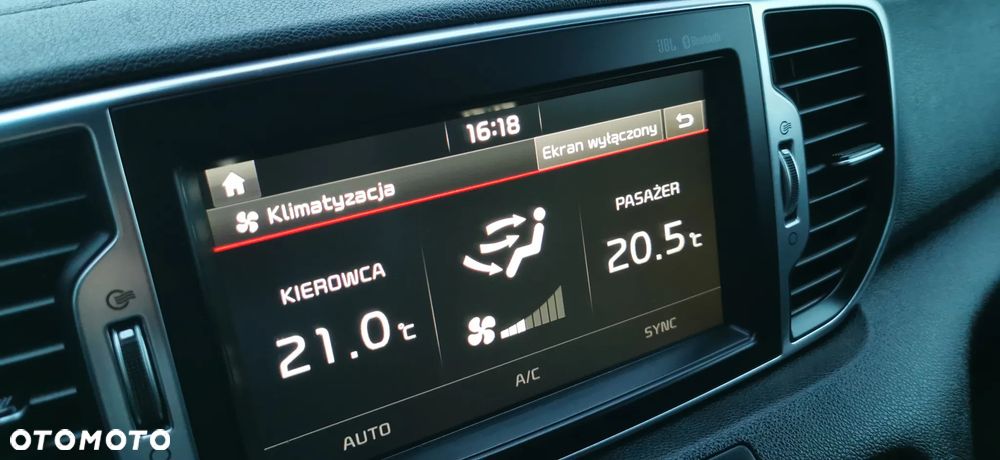 JBL Bluetooth
16:18
Ekran wyłączony
Klimatyzacja
KIEROWCA
PASAŻER
21.0°C
20.5°C
AUTO
A/C
SYNC
OTOMOTO